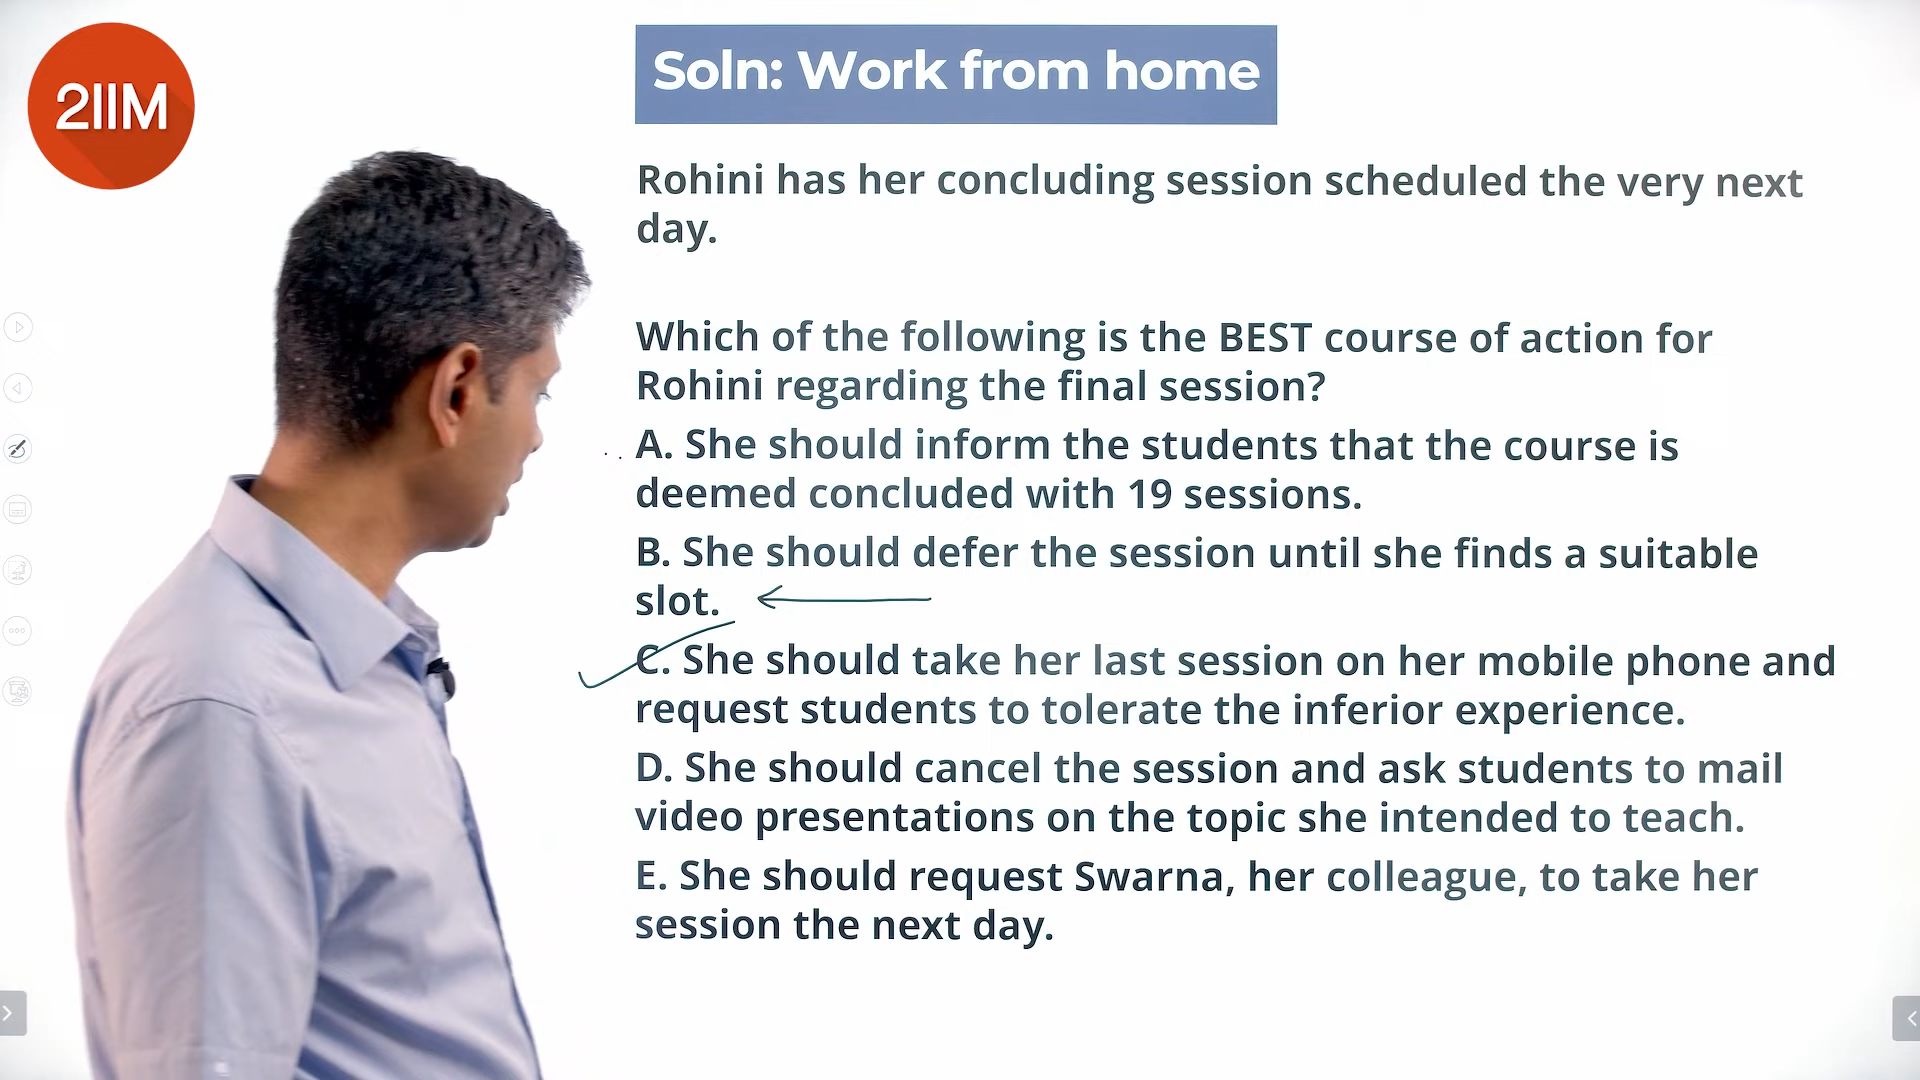 2IIM
Soln: Work from home
Rohini has her concluding session scheduled the very next
day.
Which of the following is the BEST course of action for
Rohini regarding the final session?
A. She should inform the students that the course is
deemed concluded with 19 sessions.
B. She should defer the session until she finds a suitable
slot.
C. She should take her last session on her mobile phone and
request students to tolerate the inferior experience.
D. She should cancel the session and ask students to mail
video presentations on the topic she intended to teach.
E. She should request Swarna, her colleague, to take her
session the next day.